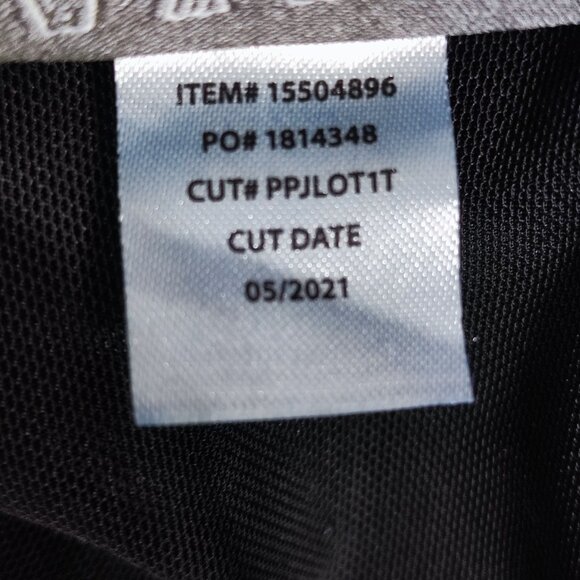 ITEM# 15504896
PO# 1814348
CUT# PPJLOT1T
CUT DATE
05/2021